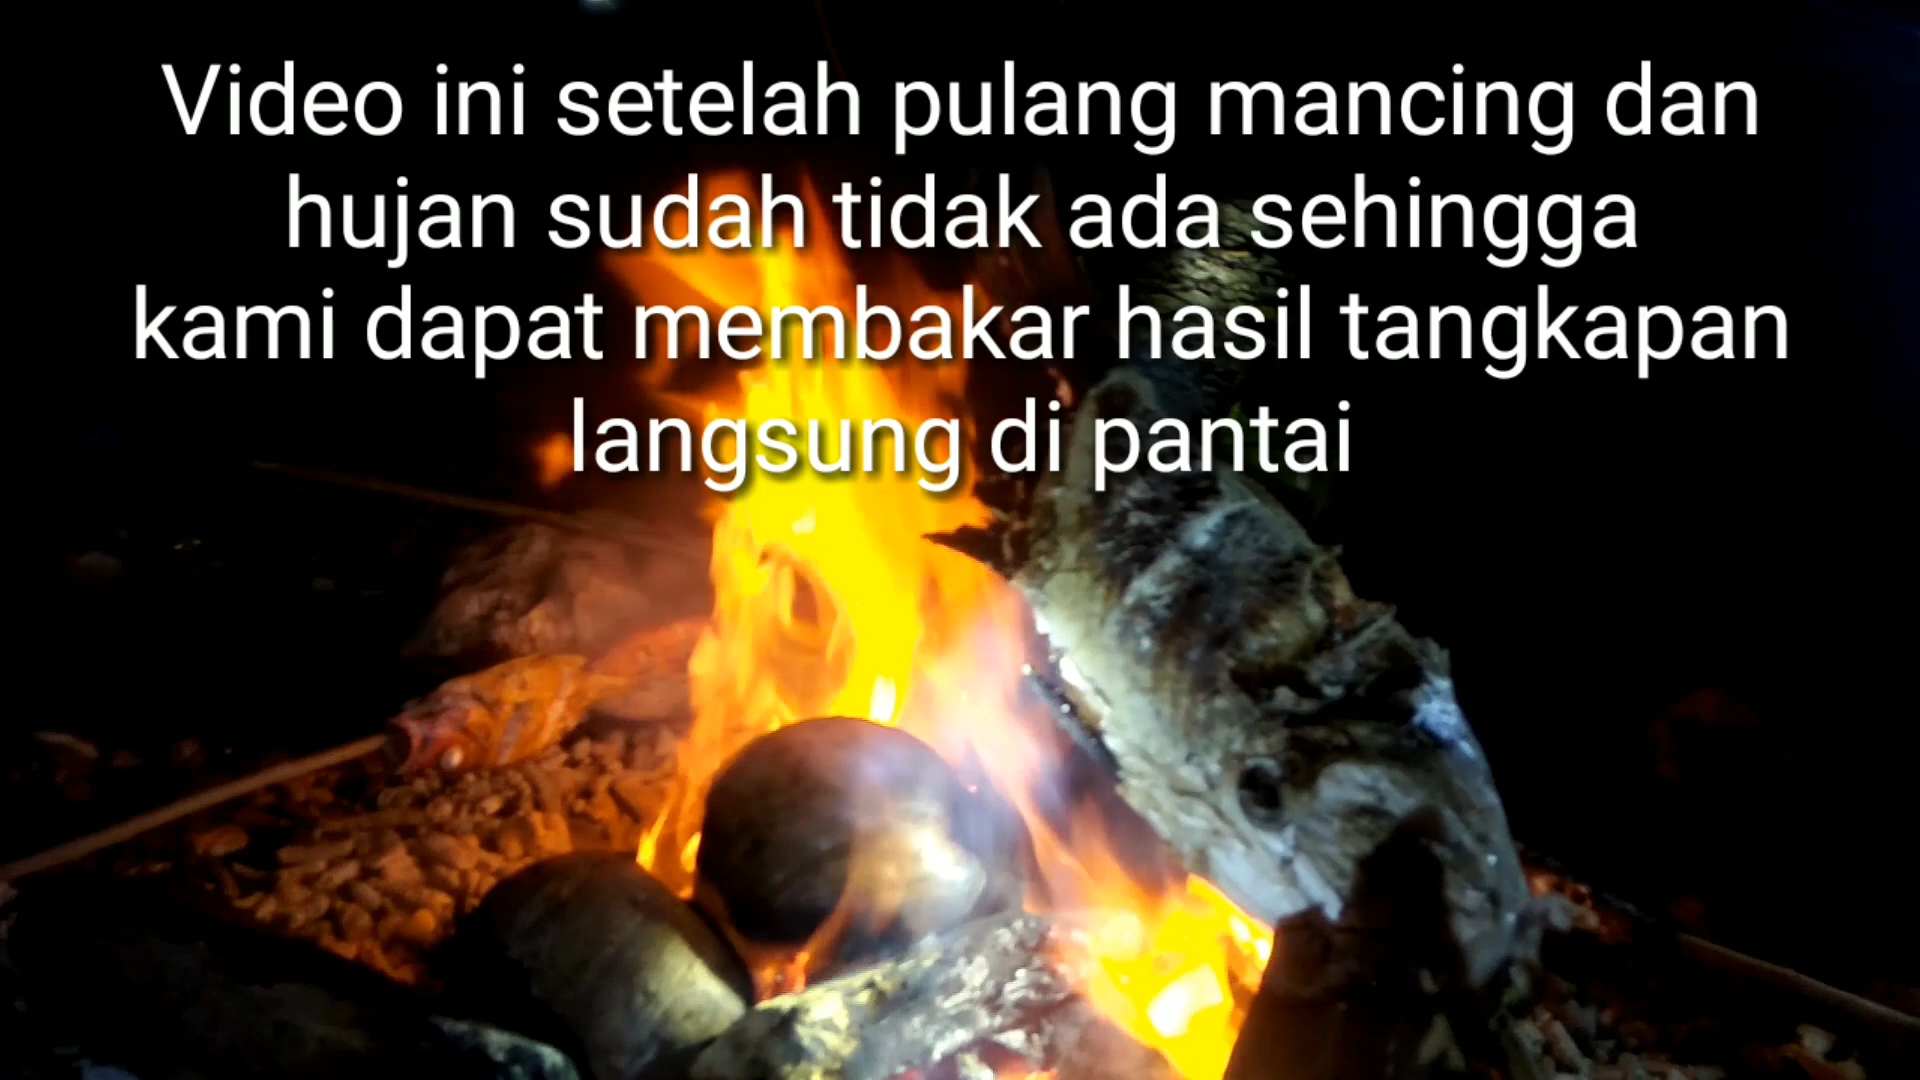 Video ini setelah pulang mancing dan
hujan sudah tidak ada sehingga
kami dapat membakar hasil tangkapan
langsung di pantai